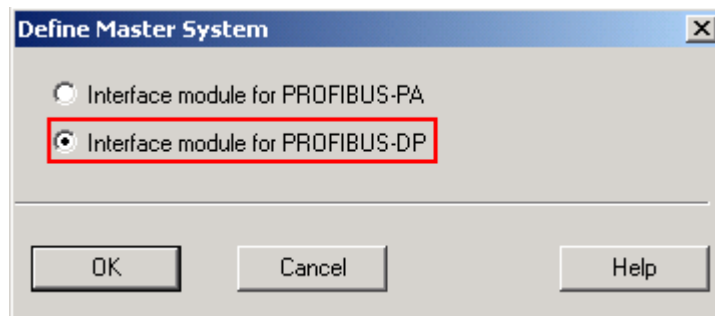 Define Master System
Interface module for PROFIBUS-PA
Interface module for PROFIBUS-DP
OK Cancel Help